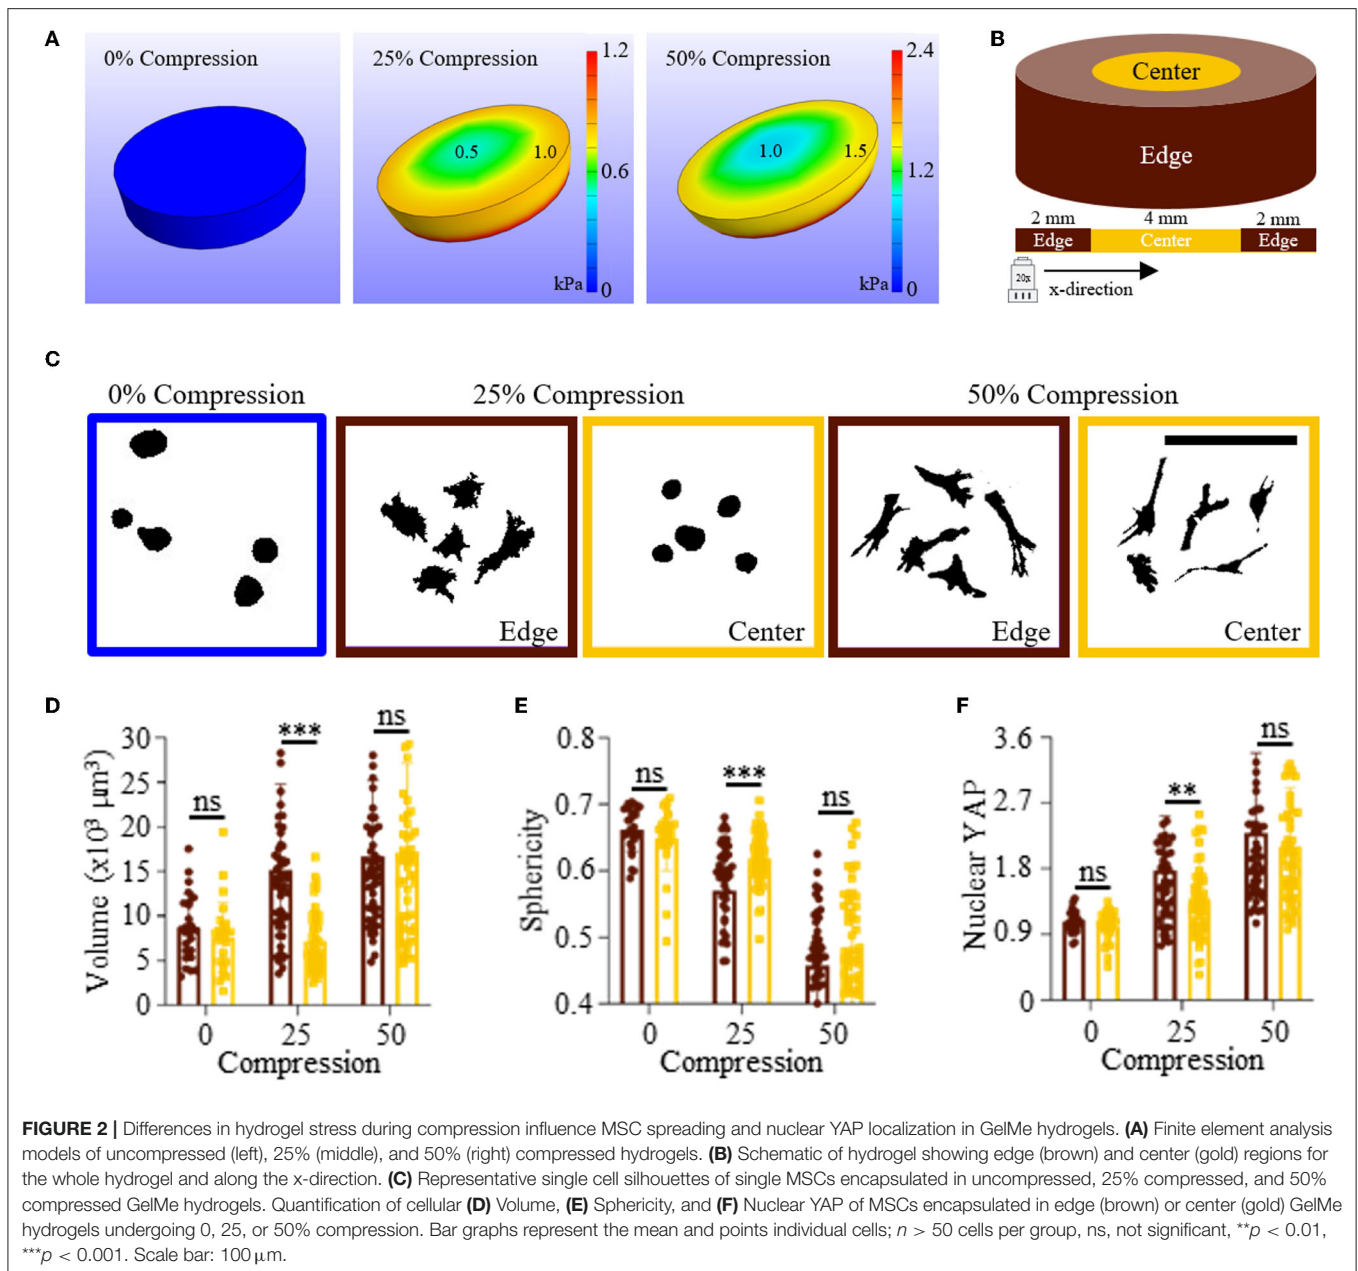 A
0% Compression
25% Compression
1.2
0.6
0
kPa
0.5
1.0
50% Compression
2.4
1.2
0
kPa
1.0
1.5
B
Center
Edge
2 mm 4 mm 2 mm
Edge Center Edge
20x
x-direction
C
0% Compression 25% Compression 50% Compression
Edge Center Edge Center
D
Volume (x10³ µm³)
30
25
20
15
10
5
0
ns *** ns
0 25 50
Compression
E
Sphericity
0.8
0.7
0.6
0.5
0.4
ns *** ns
0 25 50
Compression
F
Nuclear YAP
3.6
2.7
1.8
0.9
0
ns ** ns
0 25 50
Compression
FIGURE 2 | Differences in hydrogel stress during compression influence MSC spreading and nuclear YAP localization in GelMe hydrogels. (A) Finite element analysis
models of uncompressed (left), 25% (middle), and 50% (right) compressed hydrogels. (B) Schematic of hydrogel showing edge (brown) and center (gold) regions for
the whole hydrogel and along the x-direction. (C) Representative single cell silhouettes of single MSCs encapsulated in uncompressed, 25% compressed, and 50%
compressed GelMe hydrogels. Quantification of cellular (D) Volume, (E) Sphericity, and (F) Nuclear YAP of MSCs encapsulated in edge (brown) or center (gold) GelMe
hydrogels undergoing 0, 25, or 50% compression. Bar graphs represent the mean and points individual cells; n > 50 cells per group, ns, not significant, **p < 0.01,
***p < 0.001. Scale bar: 100 µm.